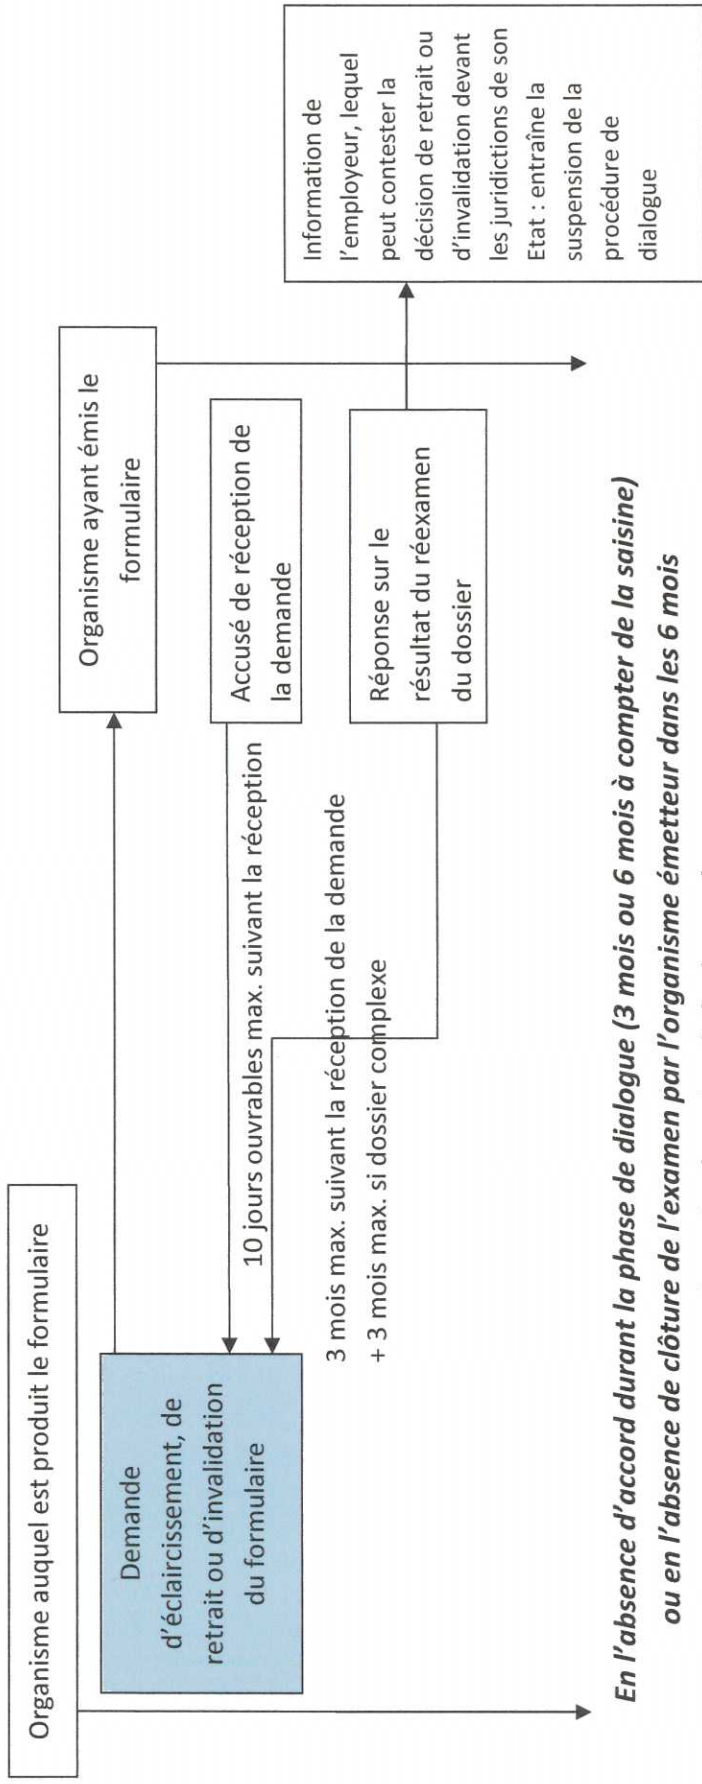 Organisme auquel est produit le formulaire
Demande
d'éclaircissement, de
retrait ou d'invalidation
du formulaire
Organisme ayant émis le
formulaire
Accusé de réception de
la demande
10 jours ouvrables max. suivant la réception
Réponse sur le
résultat du réexamen
du dossier
3 mois max. suivant la réception de la demande
+ 3 mois max. si dossier complexe
Information de
l'employeur, lequel
peut contester la
décision de retrait ou
d'invalidation devant
les juridictions de son
Etat : entraîne la
suspension de la
procédure de
dialogue
En l'absence d'accord durant la phase de dialogue (3 mois ou 6 mois à compter de la saisine)
ou en l'absence de clôture de l'examen par l'organisme émetteur dans les 6 mois